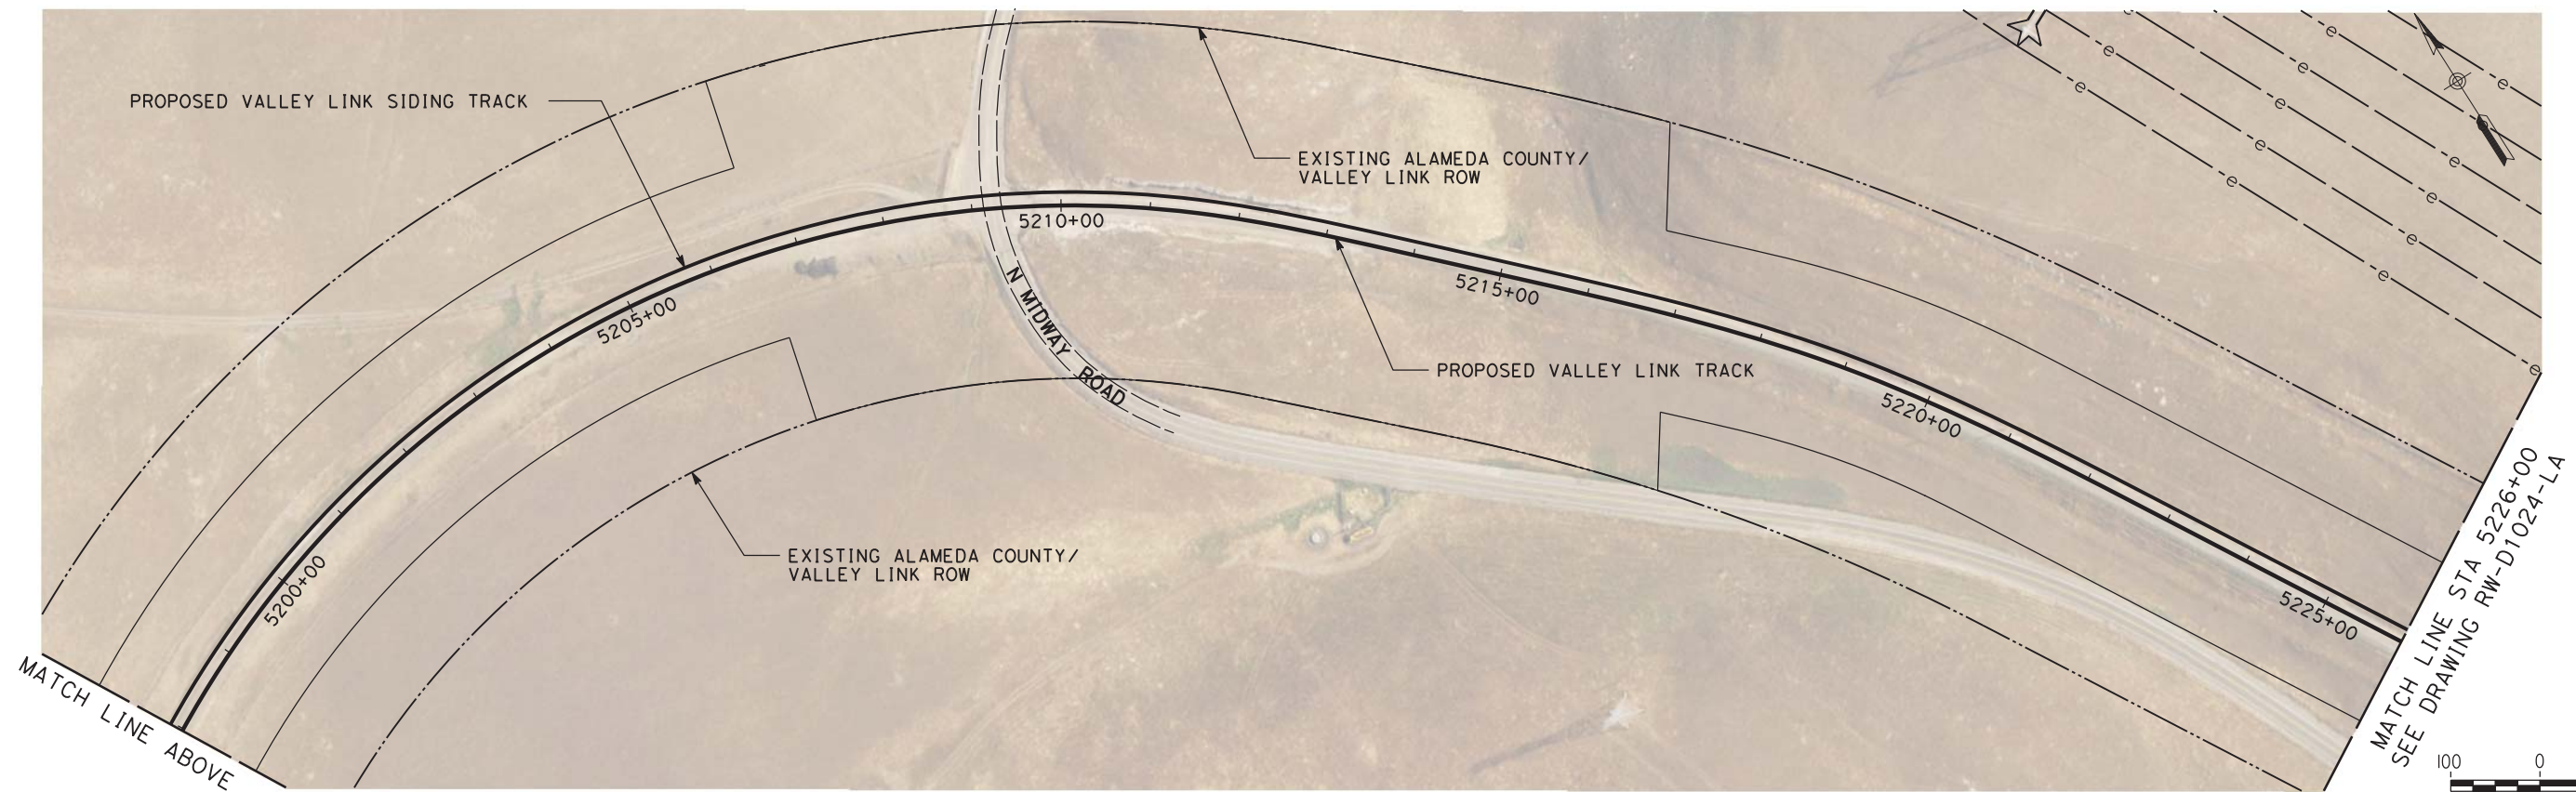 PROPOSED VALLEY LINK SIDING TRACK
EXISTING ALAMEDA COUNTY/
VALLEY LINK ROW
5210+00
N MIDWAY ROAD
5205+00
5215+00
PROPOSED VALLEY LINK TRACK
5220+00
EXISTING ALAMEDA COUNTY/
VALLEY LINK ROW
5200+00
5225+00
MATCH LINE ABOVE
MATCH LINE STA 5226+00
SEE DRAWING RW-D1024-LA
100 0
e e e e e e e e e e e e e e e